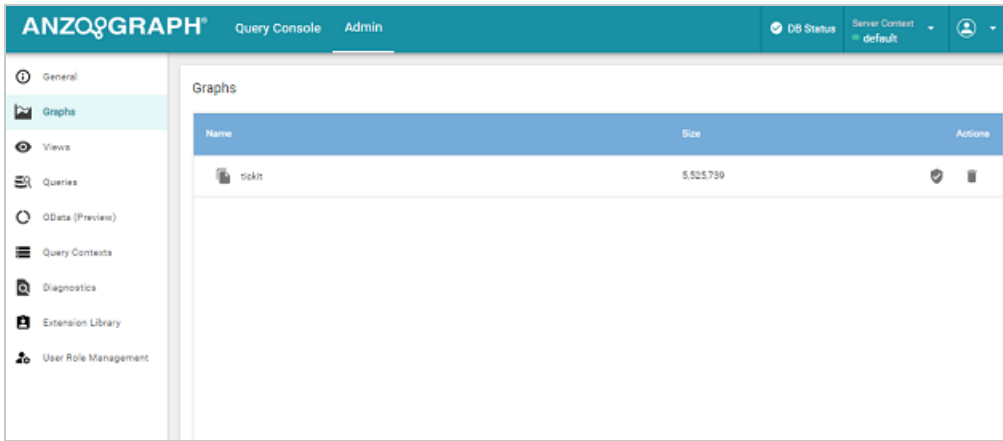 ANZOGRAPH® Query Console Admin DB Status Server Context default
General
Graphs
Views
Queries
OData (Preview)
Query Contexts
Diagnostics
Extension Library
User Role Management
Graphs
Name Size Actions
tickit 5,525,739